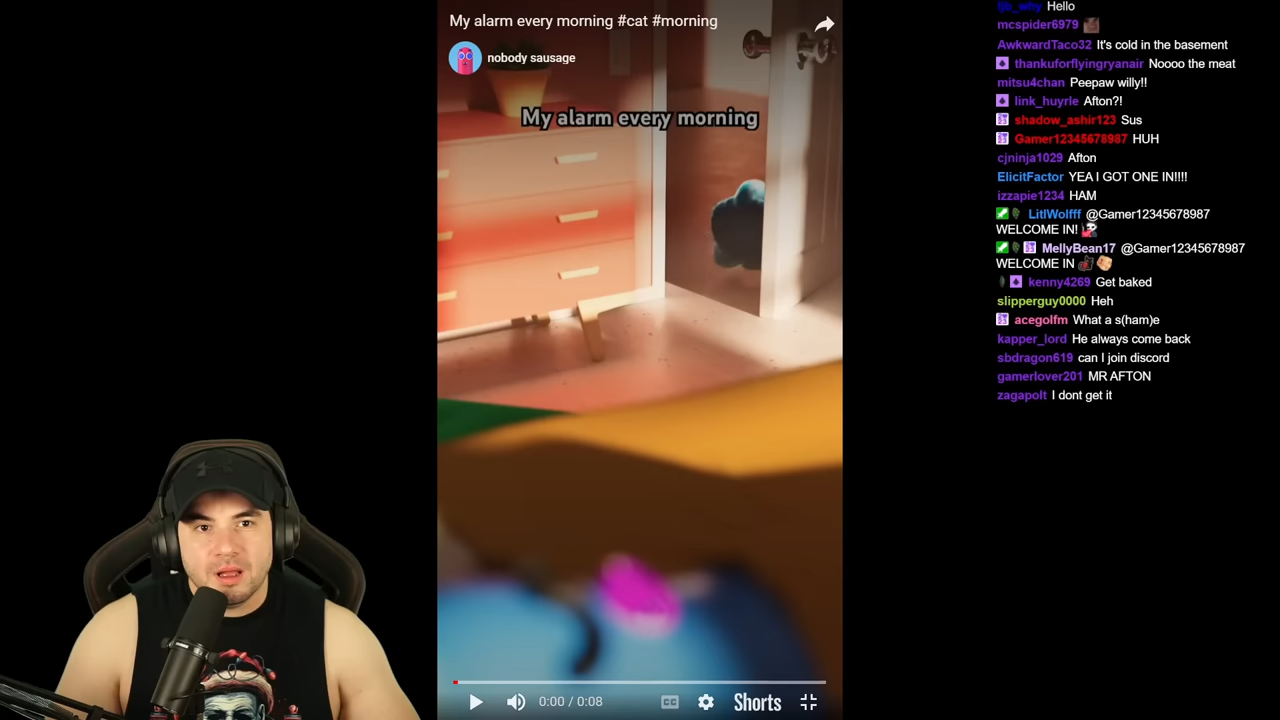 My alarm every morning #cat #morning
nobody sausage
My alarm every morning
0:00 / 0:08
CC
Shorts
ljb_why Hello
mcspider6979
AwkwardTaco32 It's cold in the basement
thankuforflyingryanair Noooo the meat
mitsu4chan Peepaw willy!!
link_huyrle Afton?!
shadow_ashir123 Sus
Gamer12345678987 HUH
cjninja1029 Afton
ElicitFactor YEA I GOT ONE IN!!!!
izzapie1234 HAM
LitlWolfff @Gamer12345678987
WELCOME IN!
MellyBean17 @Gamer12345678987
WELCOME IN
kenny4269 Get baked
slipperguy0000 Heh
acegolfm What a s(ham)e
kapper_lord He always come back
sbdragon619 can I join discord
gamerlover201 MR AFTON
zagapolt I dont get it